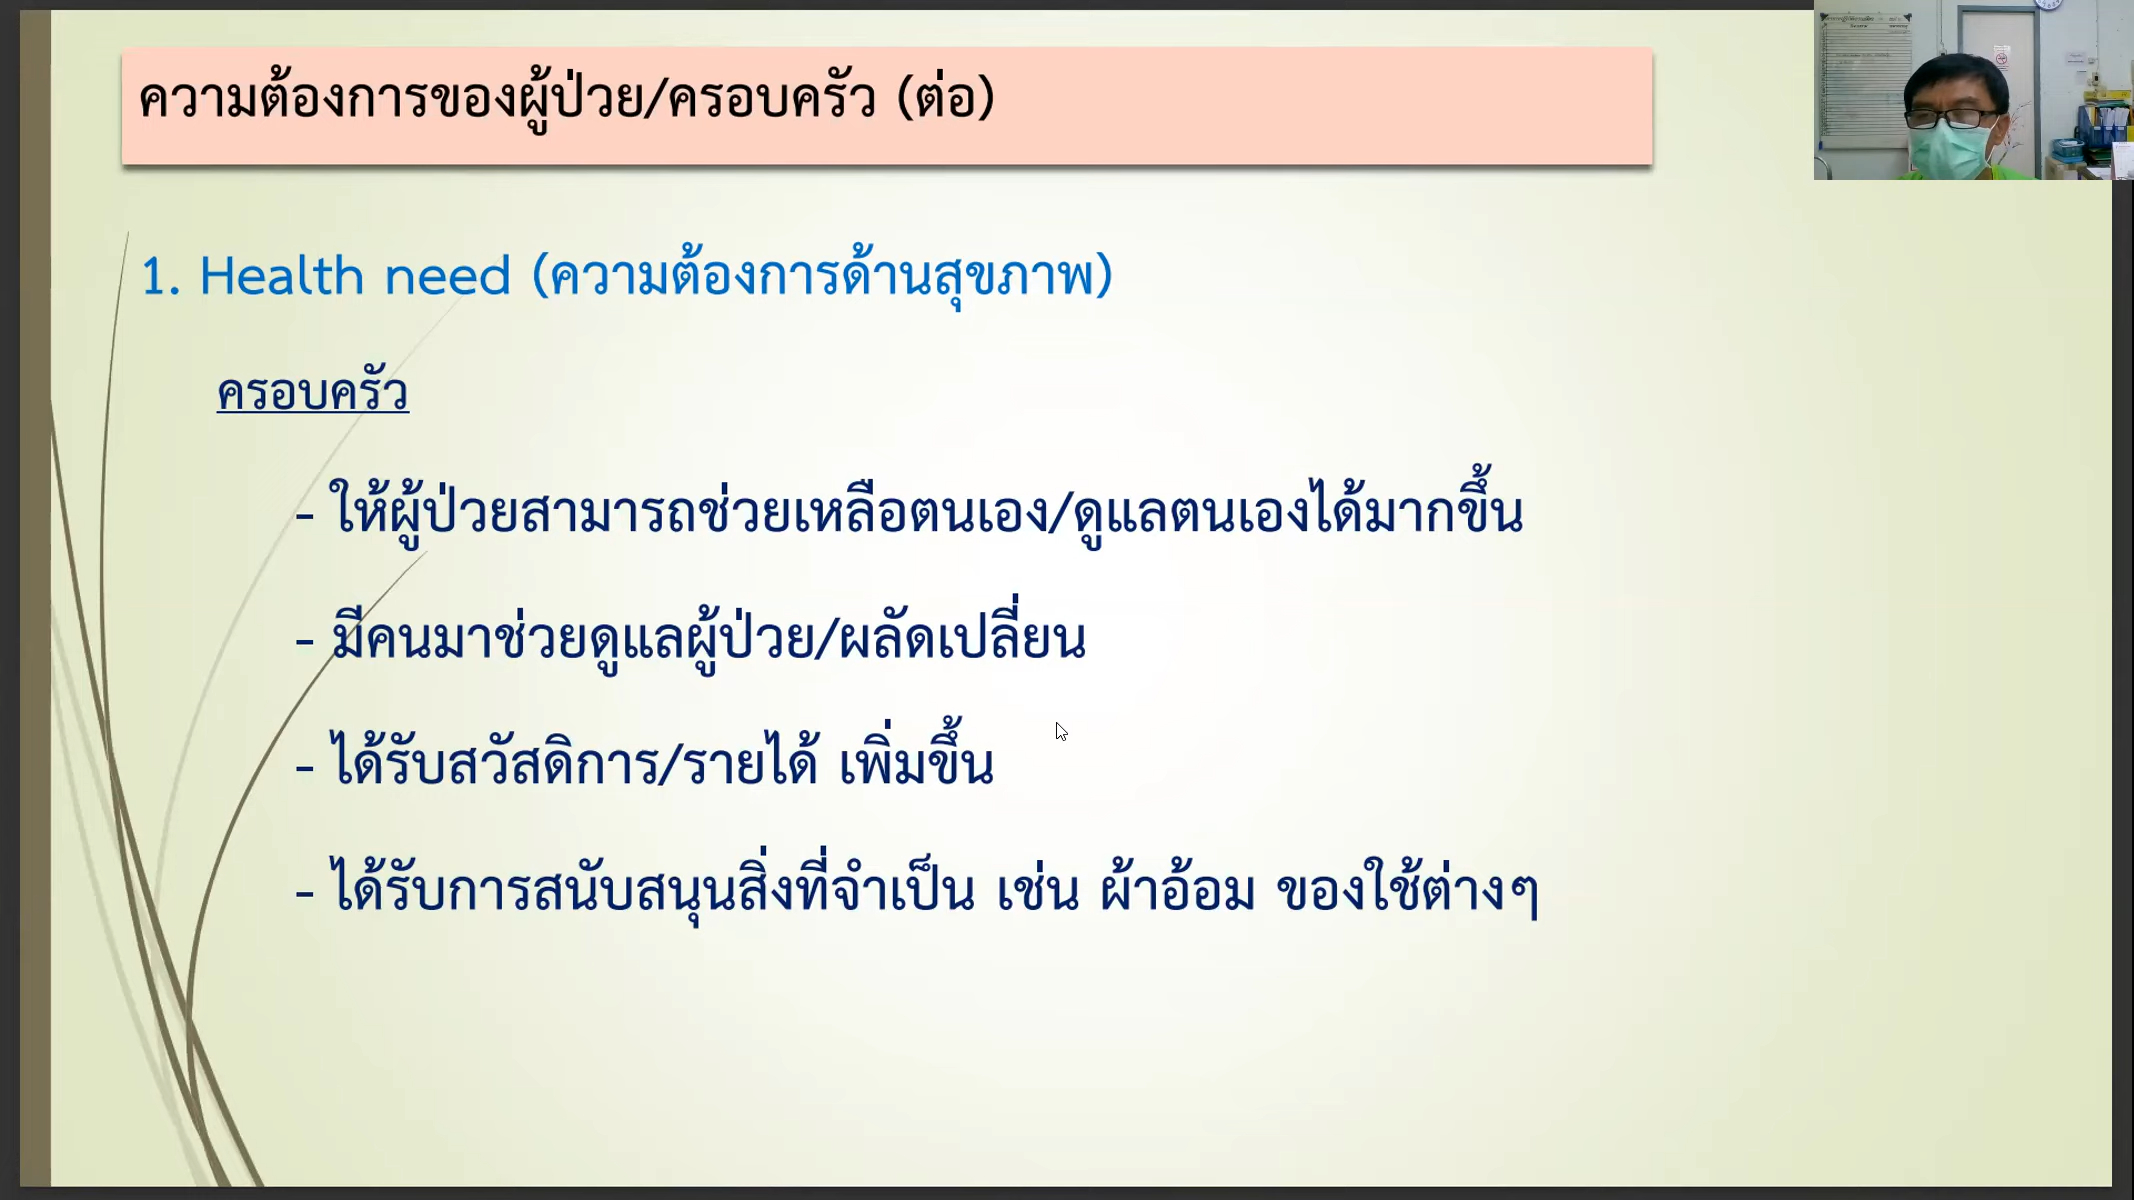 ความต้องการของผู้ป่วย/ครอบครัว (ต่อ)
1. Health need (ความต้องการด้านสุขภาพ)
ครอบครัว
- ให้ผู้ป่วยสามารถช่วยเหลือตนเอง/ดูแลตนเองได้มากขึ้น
- มีคนมาช่วยดูแลผู้ป่วย/ผลัดเปลี่ยน
- ได้รับสวัสดิการ/รายได้ เพิ่มขึ้น
- ได้รับการสนับสนุนสิ่งที่จำเป็น เช่น ผ้าอ้อม ของใช้ต่างๆ